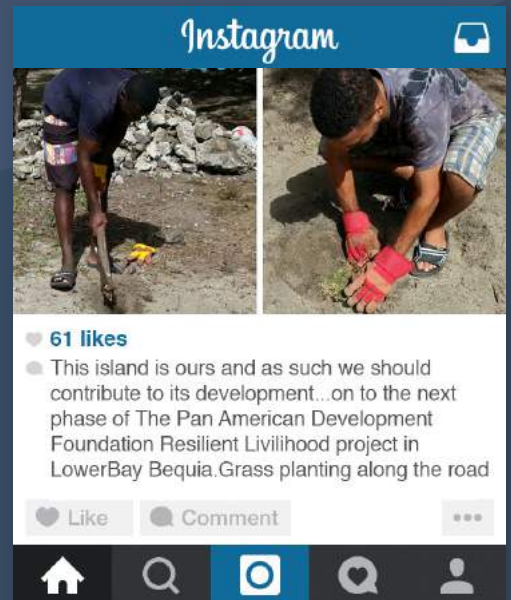 Instagram
61 likes
This island is ours and as such we should
contribute to its development...on to the next
phase of The Pan American Development
Foundation Resilient Livilihood project in
LowerBay Bequia.Grass planting along the road
Like Comment